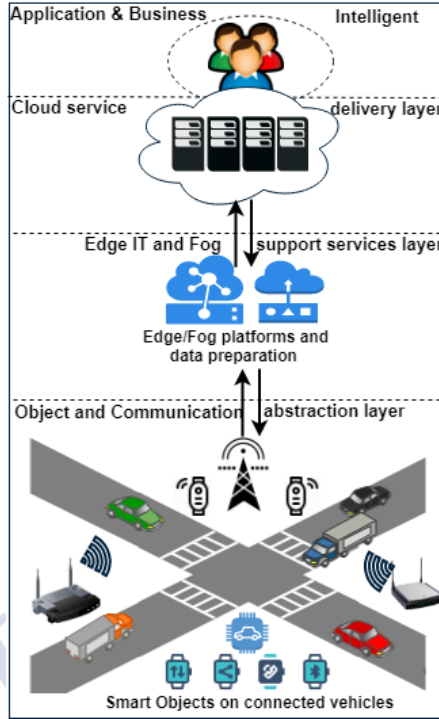 Application & Business Intelligent
Cloud service delivery layer
Edge IT and Fog support services layer
Edge/Fog platforms and
data preparation
Object and Communication abstraction layer
Smart Objects on connected vehicles